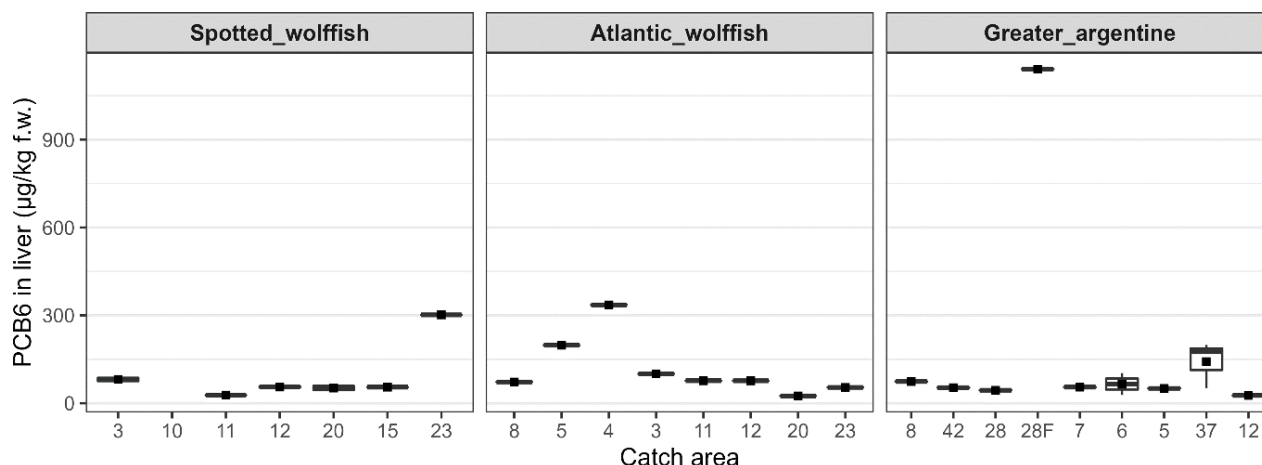 Spotted_wolffish Atlantic_wolffish Greater_argentine
PCB6 in liver (µg/kg f.w.)
900
600
300
0
3 10 11 12 20 15 23 8 5 4 3 11 12 20 23 8 42 28 28F 7 6 5 37 12
Catch area